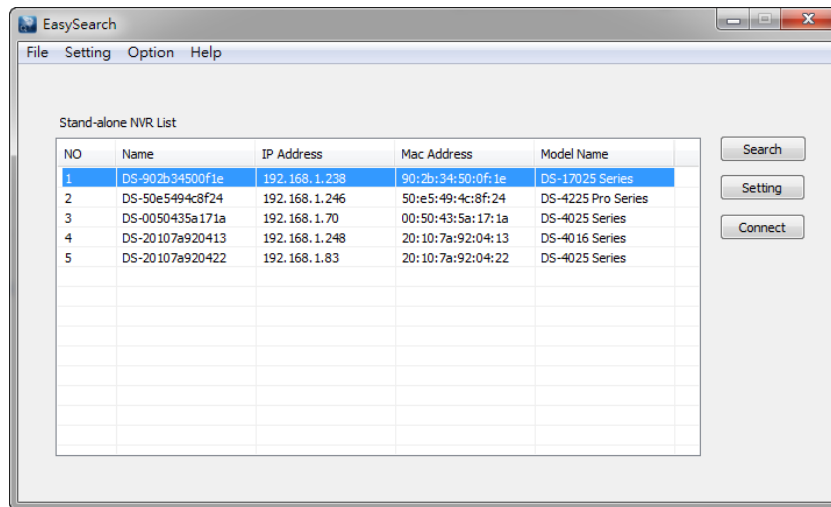 EasySearch
File Setting Option Help
Stand-alone NVR List
NO Name IP Address Mac Address Model Name
1 DS-902b34500f1e 192.168.1.238 90:2b:34:50:0f:1e DS-17025 Series
2 DS-50e5494c8f24 192.168.1.246 50:e5:49:4c:8f:24 DS-4225 Pro Series
3 DS-0050435a171a 192.168.1.70 00:50:43:5a:17:1a DS-4025 Series
4 DS-20107a920413 192.168.1.248 20:10:7a:92:04:13 DS-4016 Series
5 DS-20107a920422 192.168.1.83 20:10:7a:92:04:22 DS-4025 Series
Search
Setting
Connect